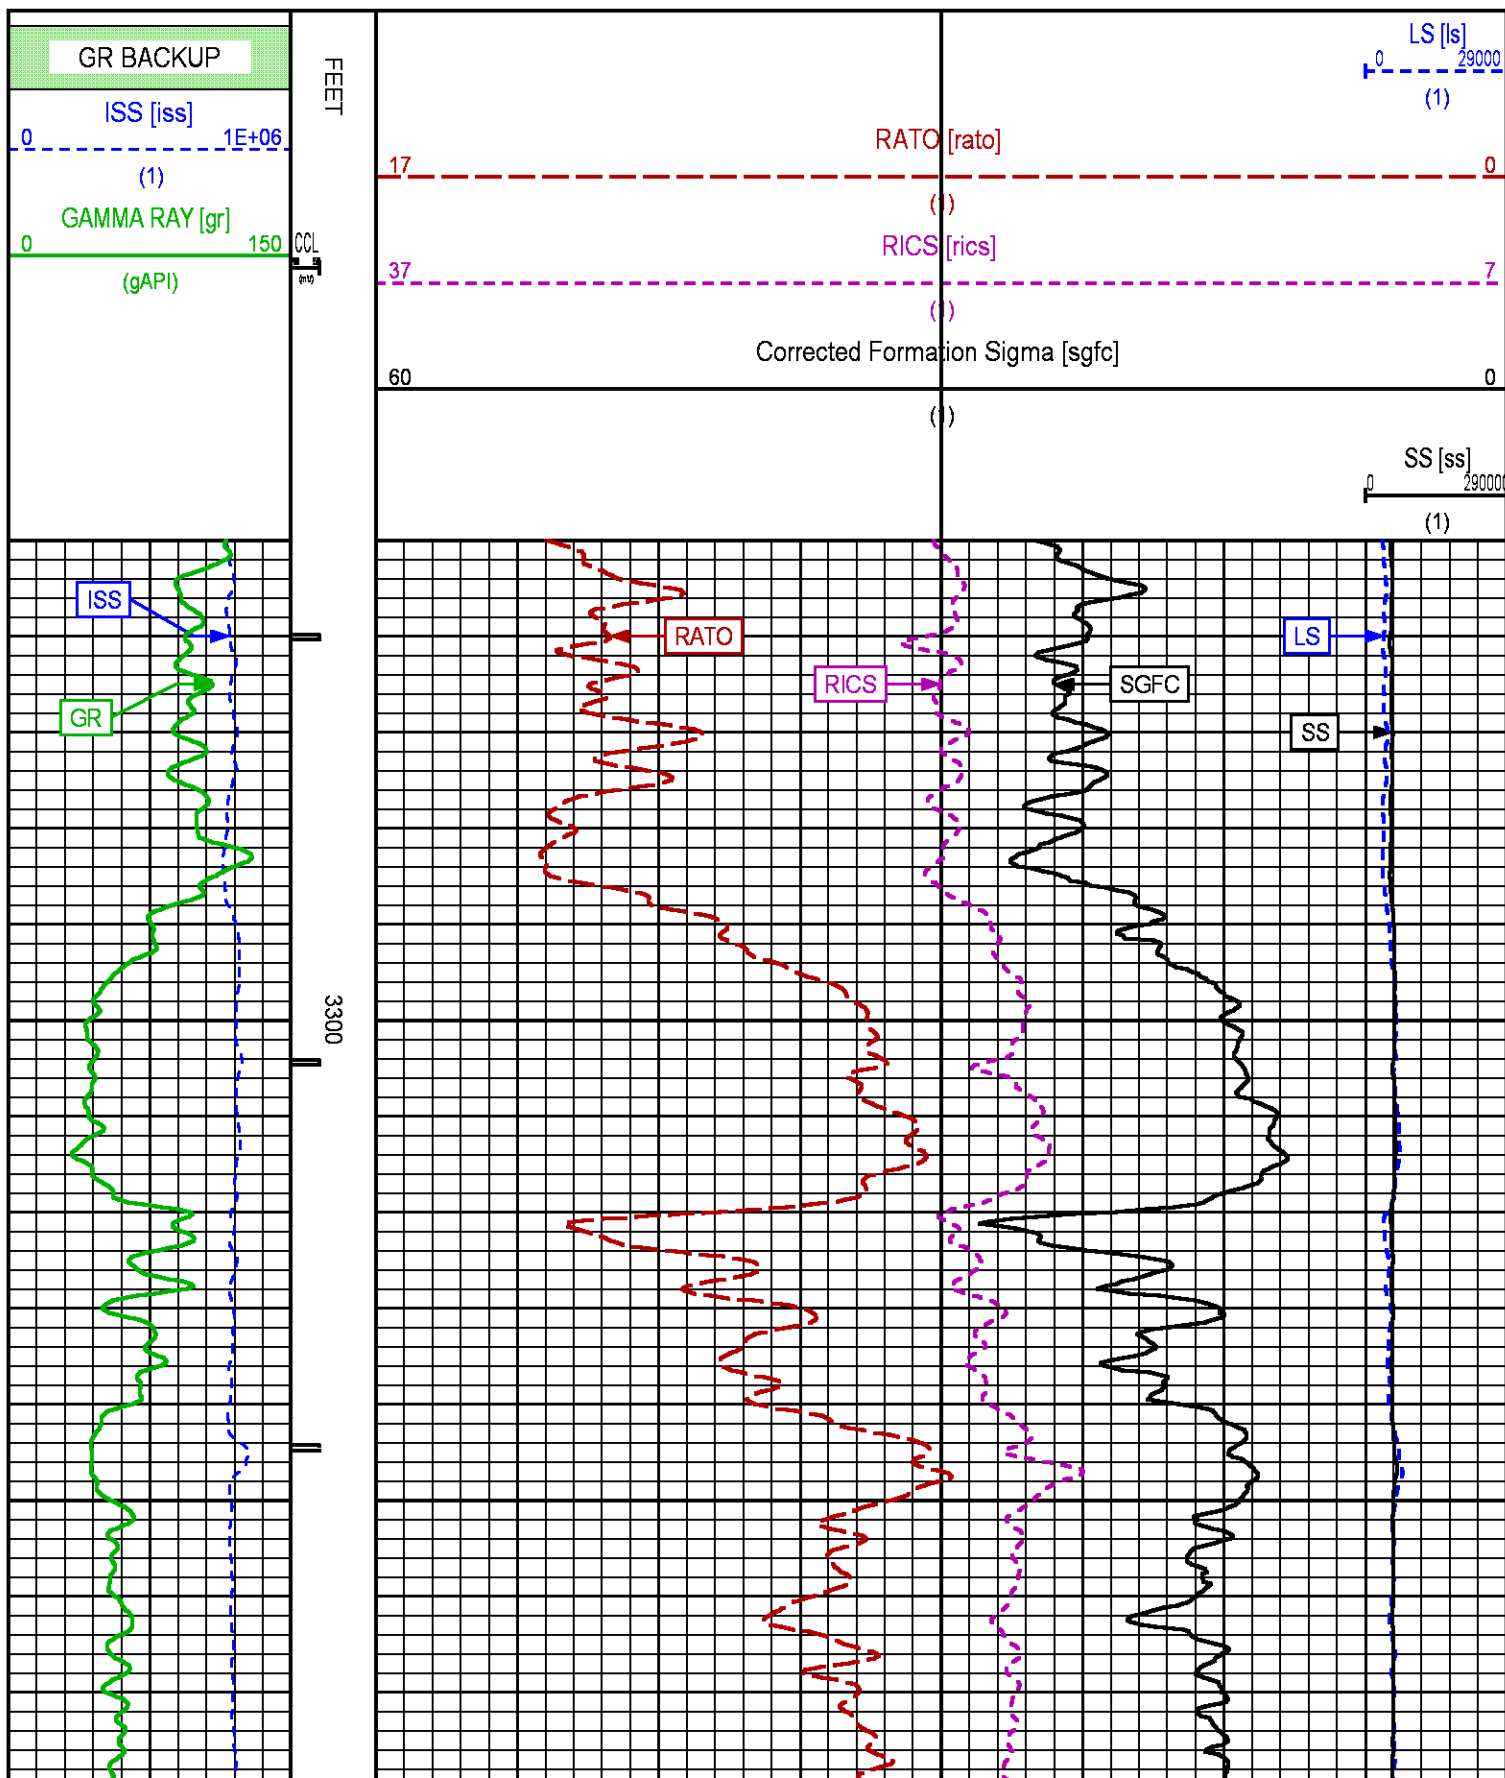 GR BACKUP
ISS [iss]
0 1E+06
(1)
GAMMA RAY [gr]
0 150
(gAPI)
FEET
CCL
LS [ls]
0 29000
(1)
RATO [rato]
17 0
(1)
RICS [rics]
37 7
(1)
Corrected Formation Sigma [sgfc]
60 0
(1)
SS [ss]
0 290000
(1)
ISS
GR
RATO
RICS
SGFC
LS
SS
3300